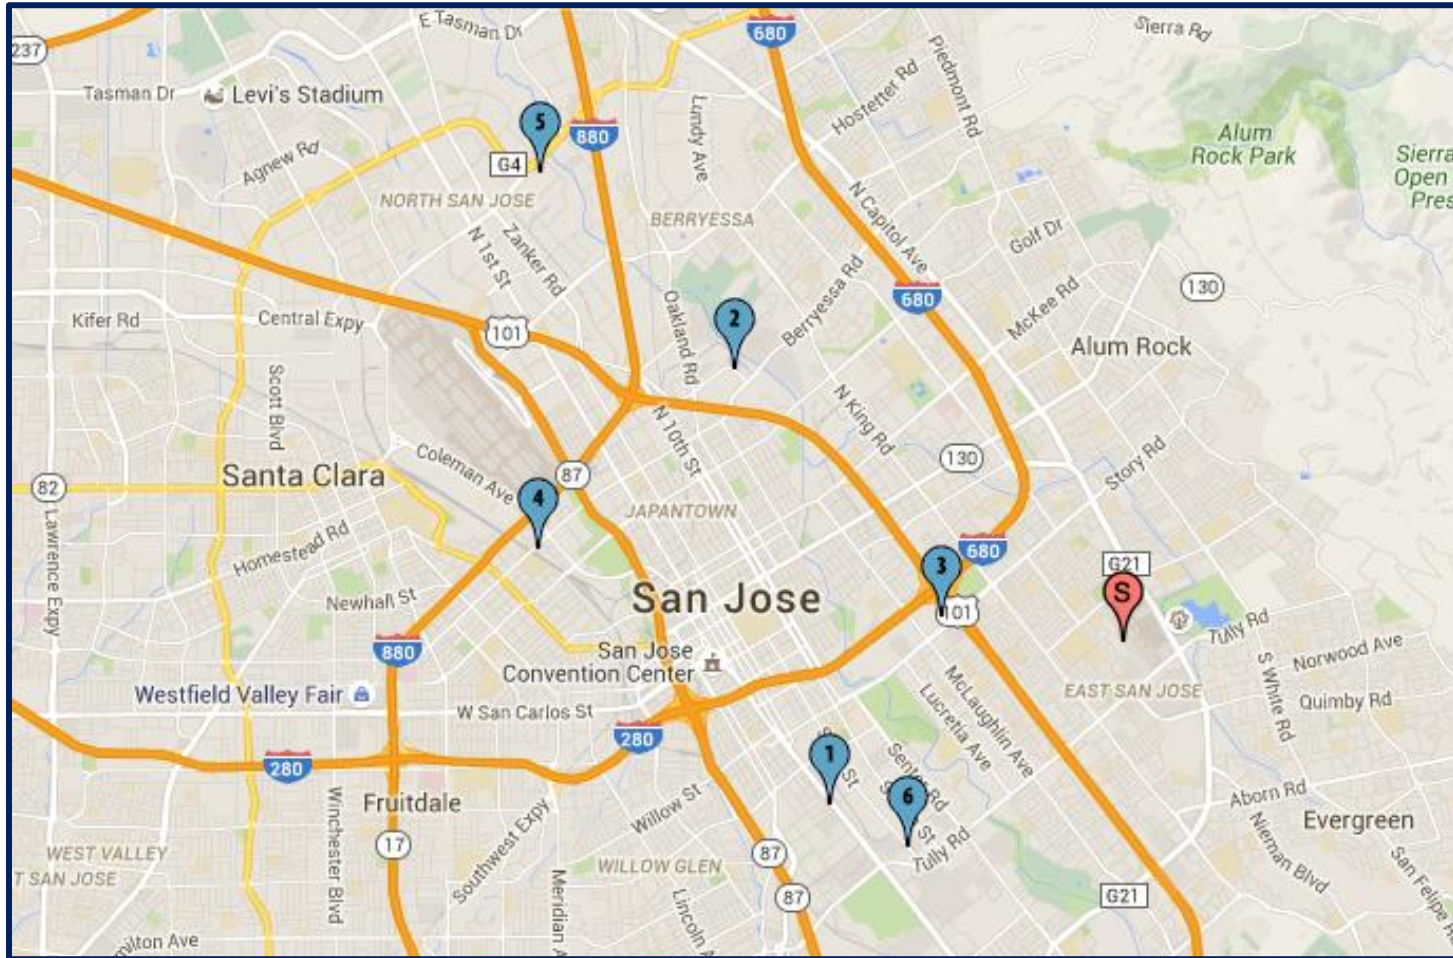 E Tasman Dr
680
Sierra Rd
237
Tasman Dr
Levi's Stadium
Lundy Ave
Hostetter Rd
Piedmont Rd
5
880
Alum
Rock Park
Sierra
Open
Pres
Agnew Rd
G4
NORTH SAN JOSE
BERRYESSA
N Capitol Ave
Golf Dr
N 1st St
Zanker Rd
130
680
McKee Rd
Berryessa Rd
Oakland Rd
2
Kifer Rd
Central Expy
101
Alum Rock
Scott Blvd
N King Rd
N 10th St
130
Story Rd
Coleman Ave
Santa Clara
87
82
4
JAPANTOWN
Lawrence Expy
Homestead Rd
680
3
G21
S
Newhall St
San Jose
101
Tully Rd
880
San Jose
Convention Center
Norwood Ave
S White Rd
Westfield Valley Fair
EAST SAN JOSE
Quimby Rd
W San Carlos St
McLaughlin Ave
Lucretia Ave
280
280
1
St
6
St
Tully Rd
Winchester Blvd
Fruitdale
Southwest Expy
Willow St
Aborn Rd
Evergreen
Nieman Blvd
San Felipe R
17
WEST VALLEY
T SAN JOSE
WILLOW GLEN
87
87
Meridian A
Lincoln A
G21
milton Ave